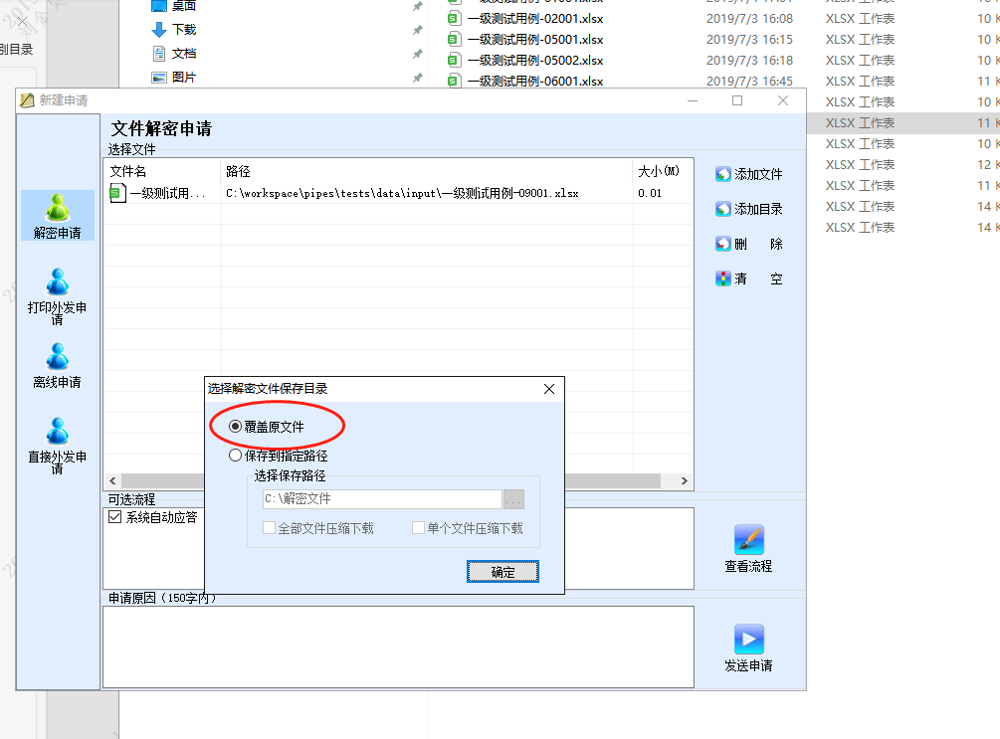 桌面
下载
文档
图片
别目录
一级测试用例-02001.xlsx 2019/7/3 16:08 XLSX 工作表 10 K
一级测试用例-05001.xlsx 2019/7/3 16:15 XLSX 工作表 10 K
一级测试用例-05002.xlsx 2019/7/3 16:18 XLSX 工作表 10 K
一级测试用例-06001.xlsx 2019/7/3 16:45 XLSX 工作表 11 K
XLSX 工作表 10 K
XLSX 工作表 11 K
XLSX 工作表 10 K
XLSX 工作表 12 K
XLSX 工作表 11 K
XLSX 工作表 14 K
XLSX 工作表 14 K
新建申请
解密申请
打印外发申
请
离线申请
直接外发申
请
文件解密申请
选择文件
文件名 路径 大小(M)
一级测试用... C:\workspace\pipes\tests\data\input\一级测试用例-09001.xlsx 0.01
添加文件
添加目录
删 除
清 空
选择解密文件保存目录
覆盖原文件
保存到指定路径
选择保存路径
C:\解密文件
...
全部文件压缩下载 单个文件压缩下载
确定
可选流程
系统自动应答
查看流程
申请原因（150字内）
发送申请